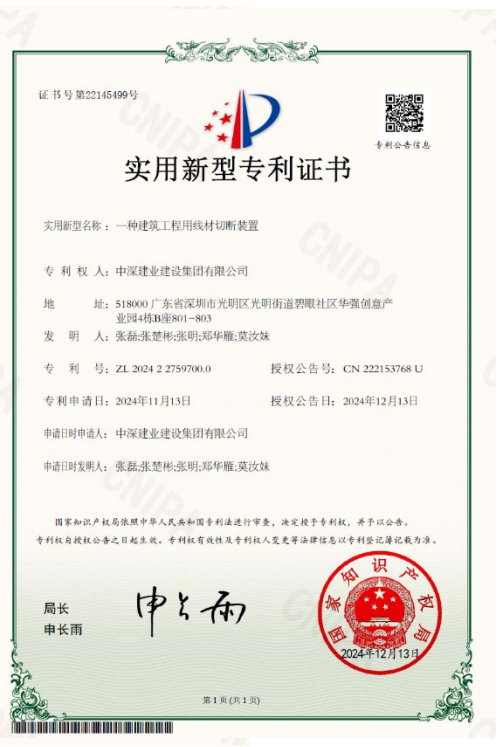 证书号第22145499号
专利公告信息
实用新型专利证书
实用新型名称：一种建筑工程用线材切断装置
专利权人：中深建业建设集团有限公司
地址：518000 广东省深圳市光明区光明街道碧眼社区华强创意产
业园4栋B座801-803
发明人：张磊;张楚彬;张明;郑华雁;莫汝妹
专利号：ZL 2024 2 2759700.0 授权公告号：CN 222153768 U
专利申请日：2024年11月13日 授权公告日：2024年12月13日
申请日时申请人：中深建业建设集团有限公司
申请日时发明人：张磊;张楚彬;张明;郑华雁;莫汝妹
国家知识产权局依照中华人民共和国专利法进行审查，决定授予专利权，并予以公告。
专利权自授权公告之日起生效。专利权有效性及专利权人变更等法律信息以专利登记簿记载为准。
局长
申长雨
申长雨
国家知识产权局
2024年12月13日
第1页(共1页)
CNIPA
CNIPA
CNIPA
CNIPA